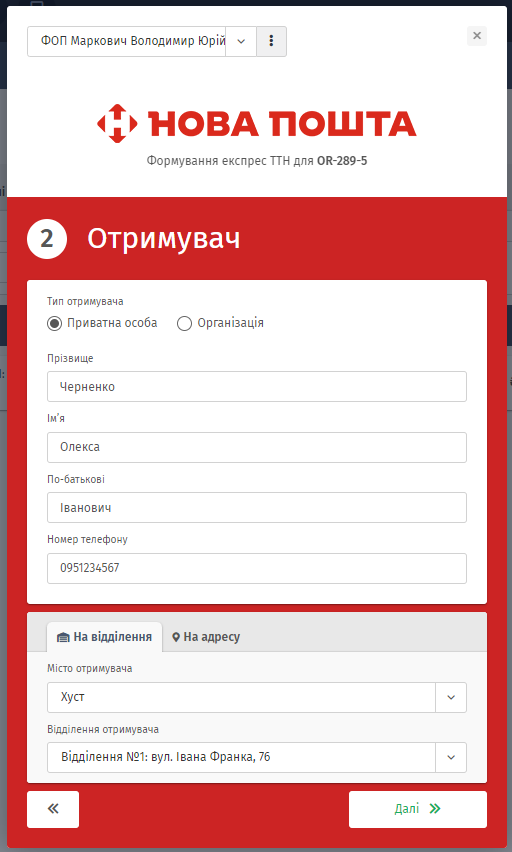 ФОП Маркович Володимир Юрій
НОВА ПОШТА
Формування експрес ТТН для OR-289-5
2 Отримувач
Тип отримувача
Приватна особа Організація
Прізвище
Черненко
Ім’я
Олекса
По-батькові
Іванович
Номер телефону
0951234567
На відділення На адресу
Місто отримувача
Хуст
Відділення отримувача
Відділення №1: вул. Івана Франка, 76
Далі